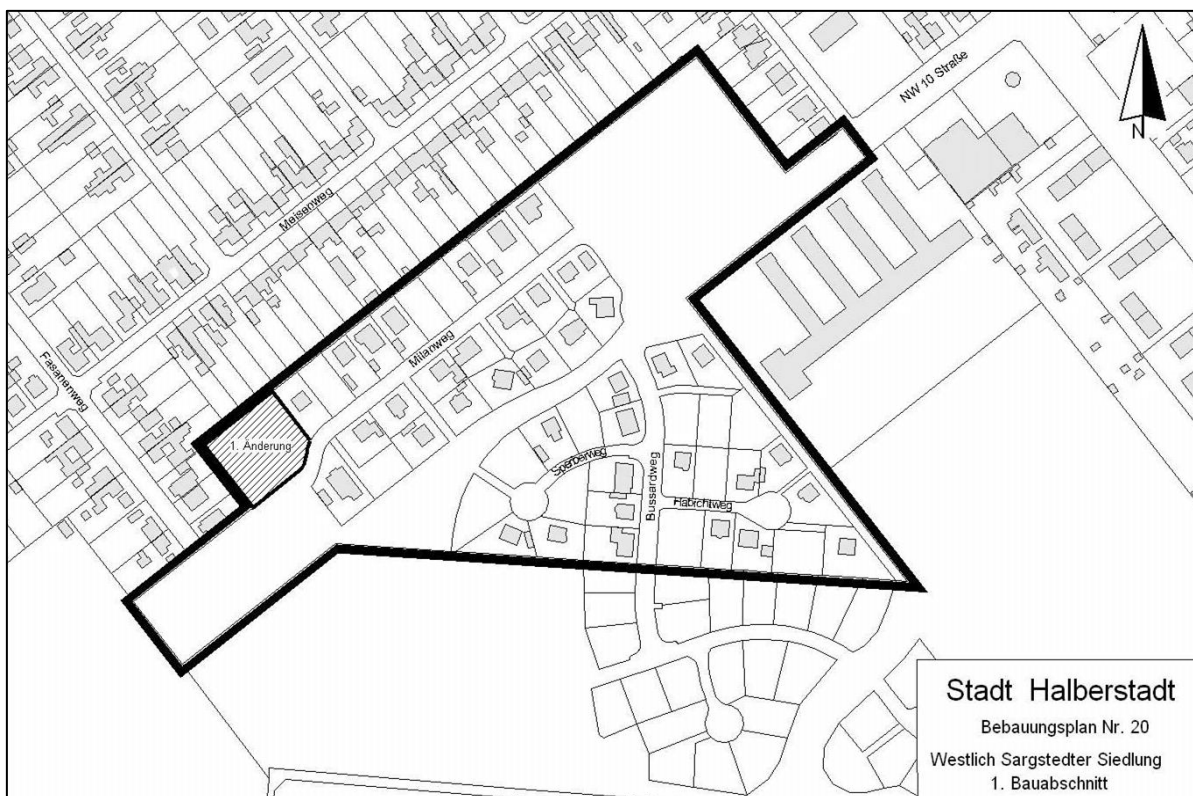 NW 10 Straße
N
Meisenweg
Milanweg
Fasanenweg
1. Änderung
Sperberweg
Bussardweg
Habichtweg
Stadt Halberstadt
Bebauungsplan Nr. 20
Westlich Sargstedter Siedlung
1. Bauabschnitt